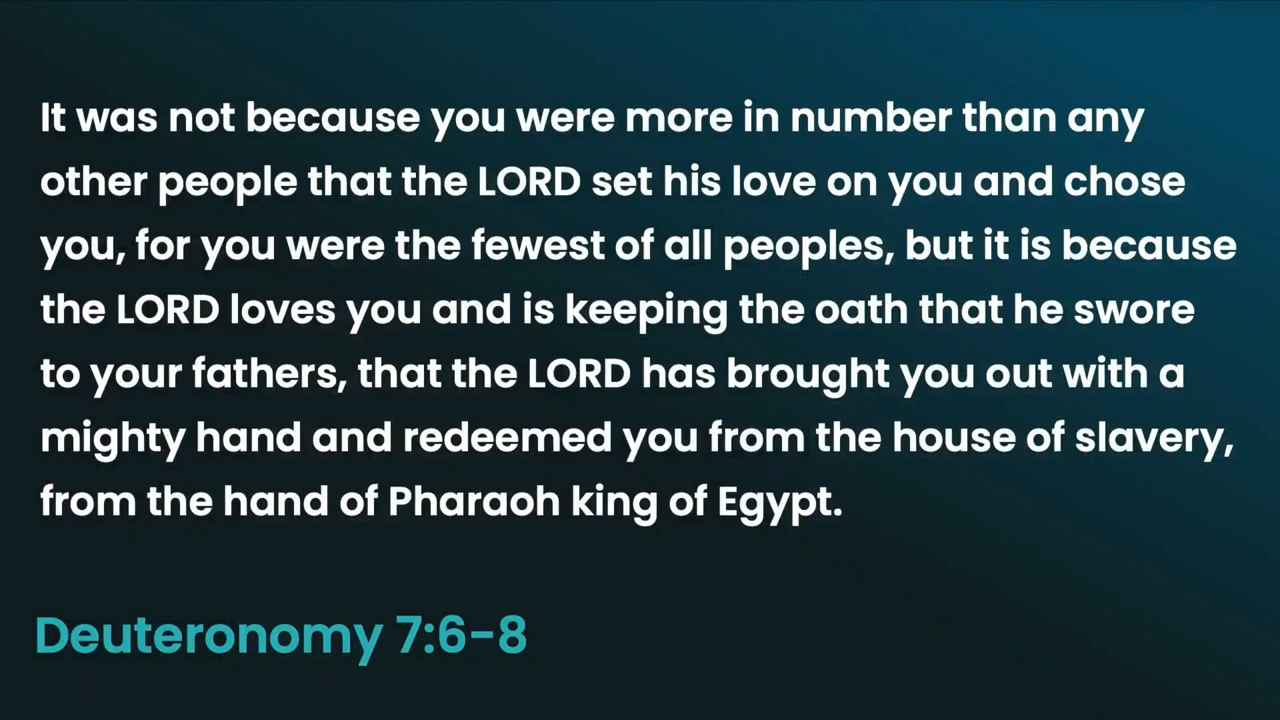 It was not because you were more in number than any
other people that the LORD set his love on you and chose
you, for you were the fewest of all peoples, but it is because
the LORD loves you and is keeping the oath that he swore
to your fathers, that the LORD has brought you out with a
mighty hand and redeemed you from the house of slavery,
from the hand of Pharaoh king of Egypt.
Deuteronomy 7:6-8